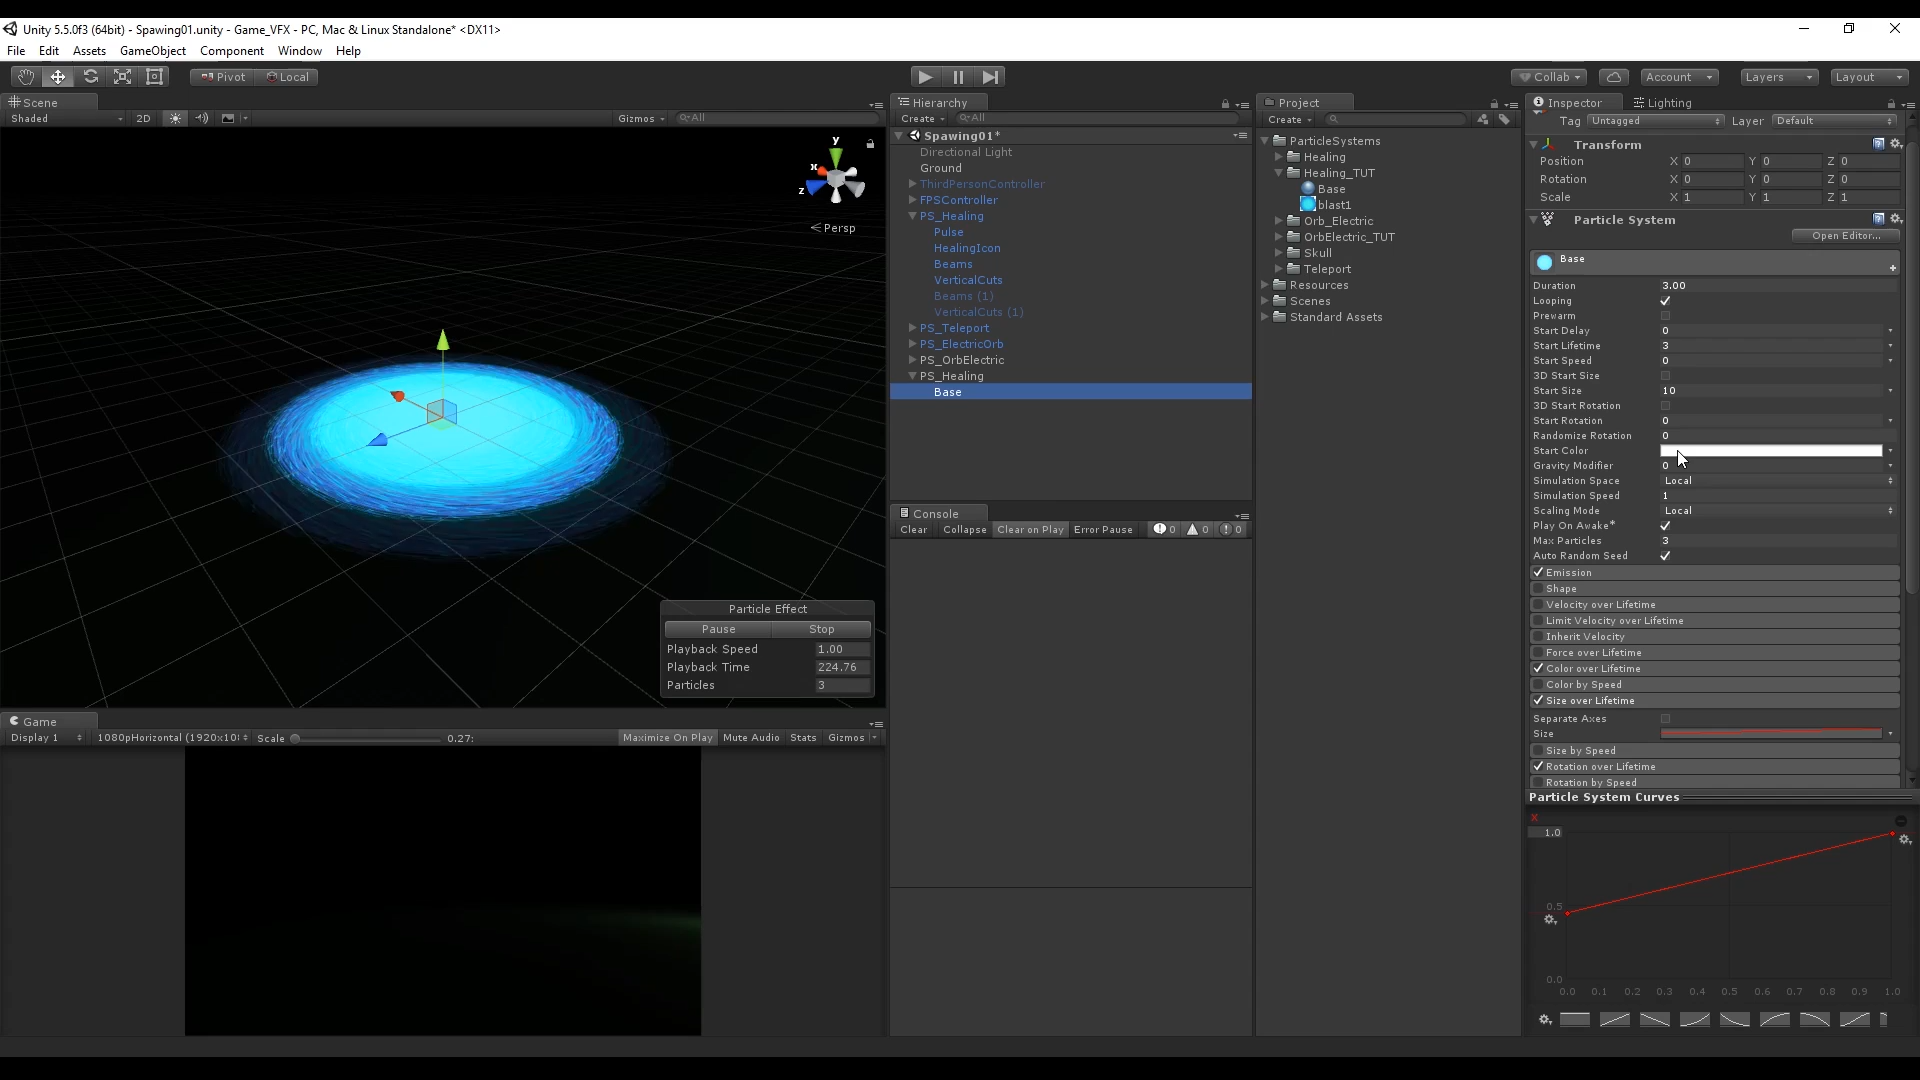 Unity 5.5.0f3 (64bit) - Spawing01.unity - Game_VFX - PC, Mac & Linux Standalone* <DX11>
File Edit Assets GameObject Component Window Help
Pivot Local
Collab Account Layers Layout
Scene
Shaded 2D Gizmos All
y
x
z
Persp
Particle Effect
Pause Stop
Playback Speed 1.00
Playback Time 224.76
Particles 3
Game
Display 1 1080pHorizontal (1920x10 Scale 0.27: Maximize On Play Mute Audio Stats Gizmos
Hierarchy
Create All
Spawing01*
Directional Light
Ground
ThirdPersonController
FPSController
PS_Healing
Pulse
HealingIcon
Beams
VerticalCuts
Beams (1)
VerticalCuts (1)
PS_Teleport
PS_ElectricOrb
PS_OrbElectric
PS_Healing
Base
Console
Clear Collapse Clear on Play Error Pause 0 0 0
Project
Create
ParticleSystems
Healing
Healing_TUT
Base
blast1
Orb_Electric
OrbElectric_TUT
Skull
Teleport
Resources
Scenes
Standard Assets
Inspector Lighting
Tag Untagged Layer Default
Transform
Position X 0 Y 0 Z 0
Rotation X 0 Y 0 Z 0
Scale X 1 Y 1 Z 1
Particle System
Open Editor...
Base
Duration 3.00
Looping
Prewarm
Start Delay 0
Start Lifetime 3
Start Speed 0
3D Start Size
Start Size 10
3D Start Rotation
Start Rotation 0
Randomize Rotation 0
Start Color
Gravity Modifier 0
Simulation Space Local
Simulation Speed 1
Scaling Mode Local
Play On Awake*
Max Particles 3
Auto Random Seed
Emission
Shape
Velocity over Lifetime
Limit Velocity over Lifetime
Inherit Velocity
Force over Lifetime
Color over Lifetime
Color by Speed
Size over Lifetime
Separate Axes
Size
Size by Speed
Rotation over Lifetime
Rotation by Speed
Particle System Curves
X
1.0
0.5
0.0
0.0 0.1 0.2 0.3 0.4 0.5 0.6 0.7 0.8 0.9 1.0